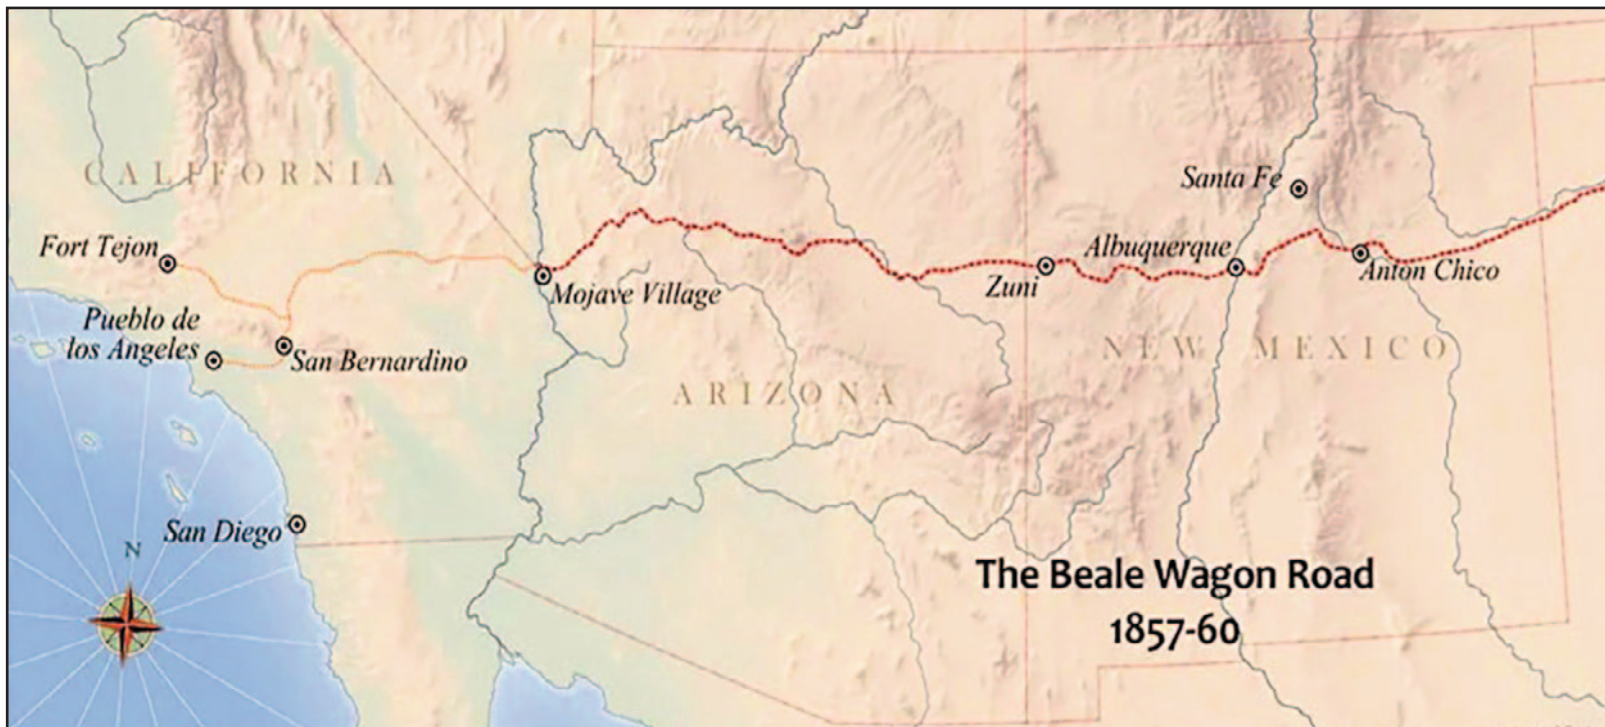 CALIFORNIA
Santa Fe
Fort Tejon
Albuquerque
Anton Chico
Zuni
Mojave Village
Pueblo de
los Angeles
San Bernardino
NEW MEXICO
ARIZONA
San Diego
N
The Beale Wagon Road
1857-60